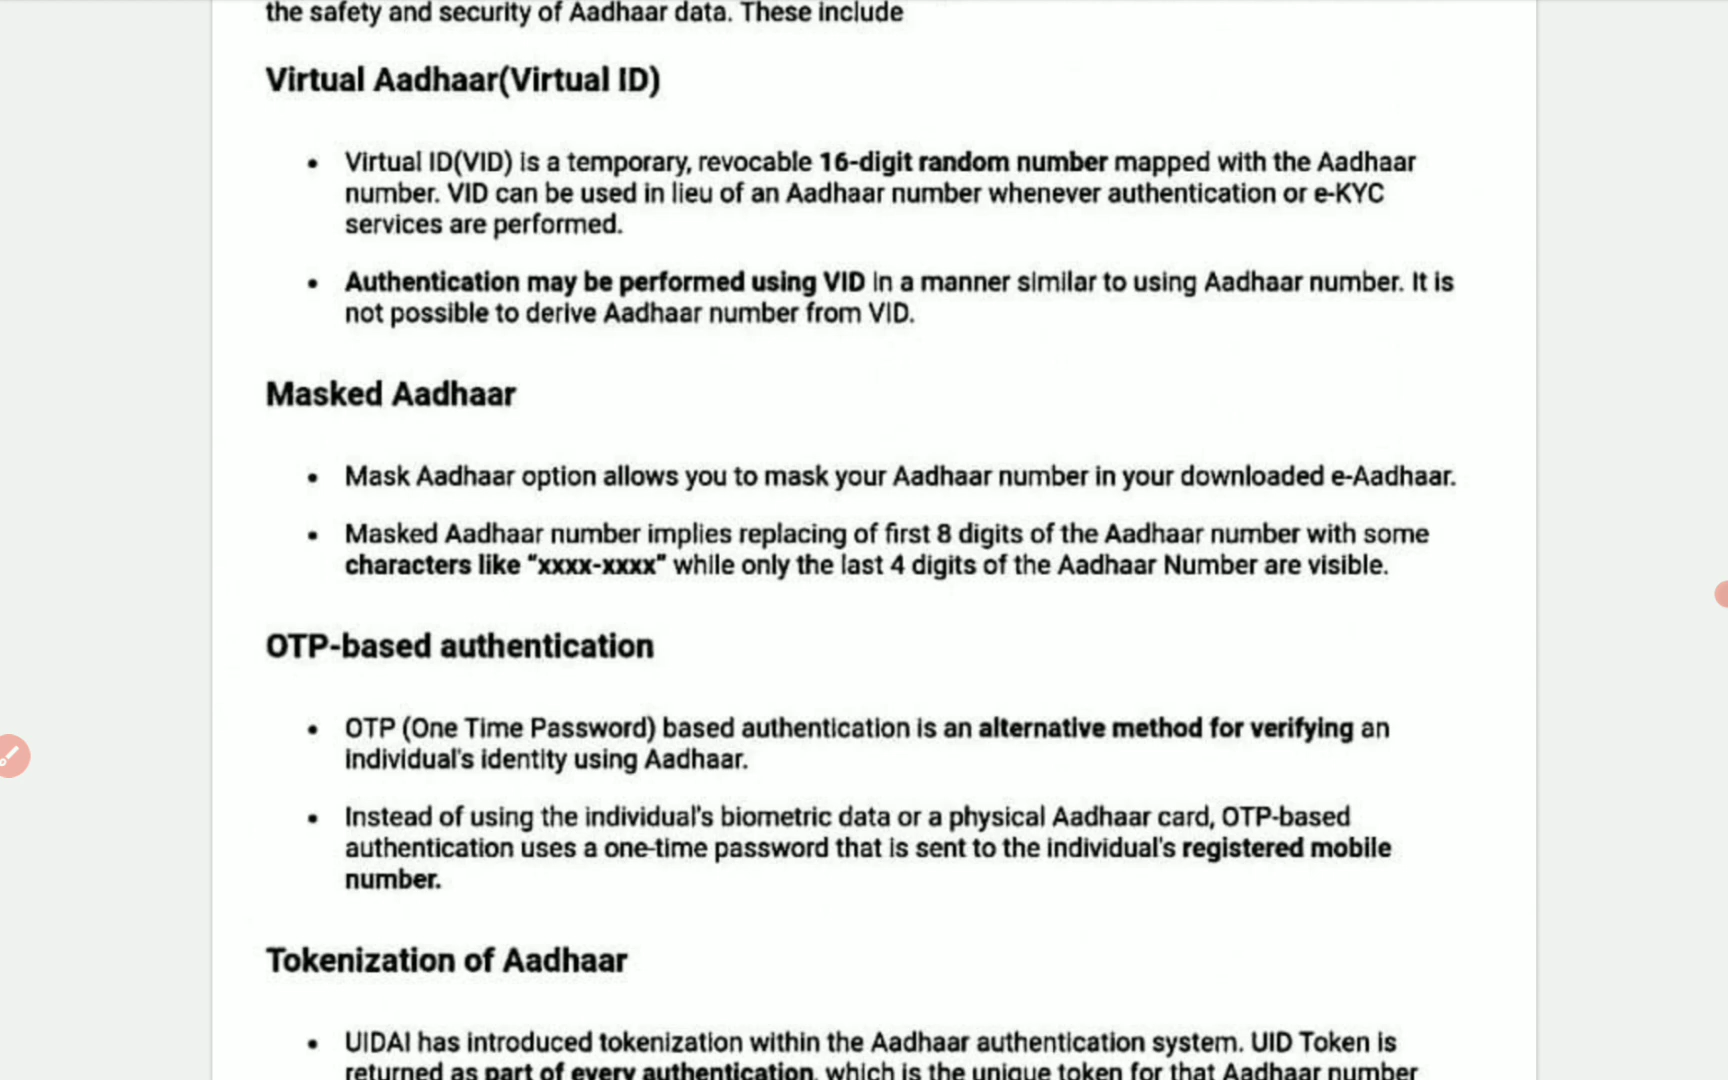 the safety and security of Aadhaar data. These include
Virtual Aadhaar(Virtual ID)
• Virtual ID(VID) is a temporary, revocable 16-digit random number mapped with the Aadhaar
number. VID can be used in lieu of an Aadhaar number whenever authentication or e-KYC
services are performed.
• Authentication may be performed using VID in a manner similar to using Aadhaar number. It is
not possible to derive Aadhaar number from VID.
Masked Aadhaar
• Mask Aadhaar option allows you to mask your Aadhaar number in your downloaded e-Aadhaar.
• Masked Aadhaar number implies replacing of first 8 digits of the Aadhaar number with some
characters like “xxxx-xxxx” while only the last 4 digits of the Aadhaar Number are visible.
OTP-based authentication
• OTP (One Time Password) based authentication is an alternative method for verifying an
individual's identity using Aadhaar.
• Instead of using the individual's biometric data or a physical Aadhaar card, OTP-based
authentication uses a one-time password that is sent to the individual's registered mobile
number.
Tokenization of Aadhaar
• UIDAI has introduced tokenization within the Aadhaar authentication system. UID Token is
returned as part of every authentication, which is the unique token for that Aadhaar number